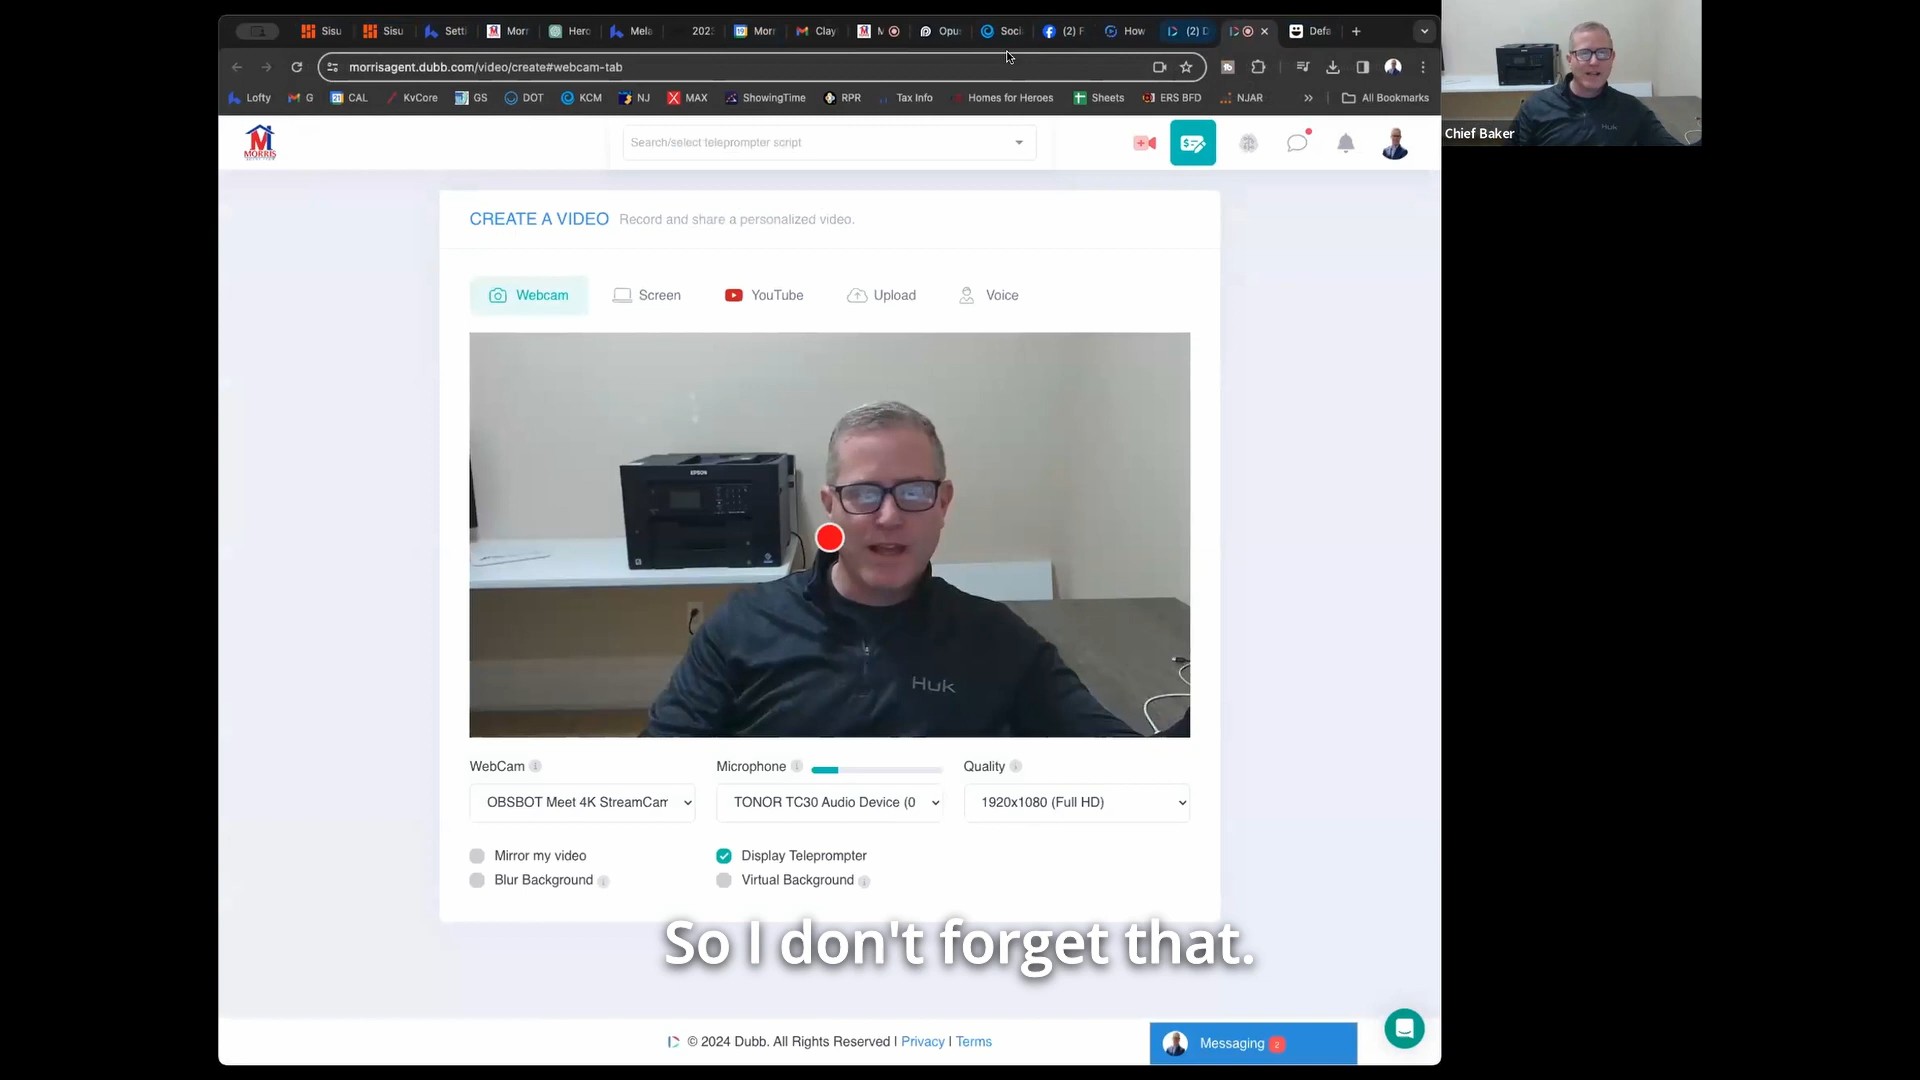 Sisu Sisu Setti Morr Hero Mela 202 Morr Clay M Opu Soci (2) F How (2) D Defa
morrisagent.dubb.com/video/create#webcam-tab
Lofty G CAL KvCore GS DOT KCM NJ MAX ShowingTime RPR Tax Info Homes for Heroes Sheets ERS BFD NJAR » All Bookmarks
Chief Baker
MORRIS
Search/select teleprompter script
CREATE A VIDEO Record and share a personalized video.
Webcam Screen YouTube Upload Voice
EPSON
Huk
WebCam Microphone Quality
OBSBOT Meet 4K StreamCam TONOR TC30 Audio Device (0 1920x1080 (Full HD)
Mirror my video Display Teleprompter
Blur Background Virtual Background
So I don't forget that.
© 2024 Dubb. All Rights Reserved | Privacy | Terms
Messaging 2